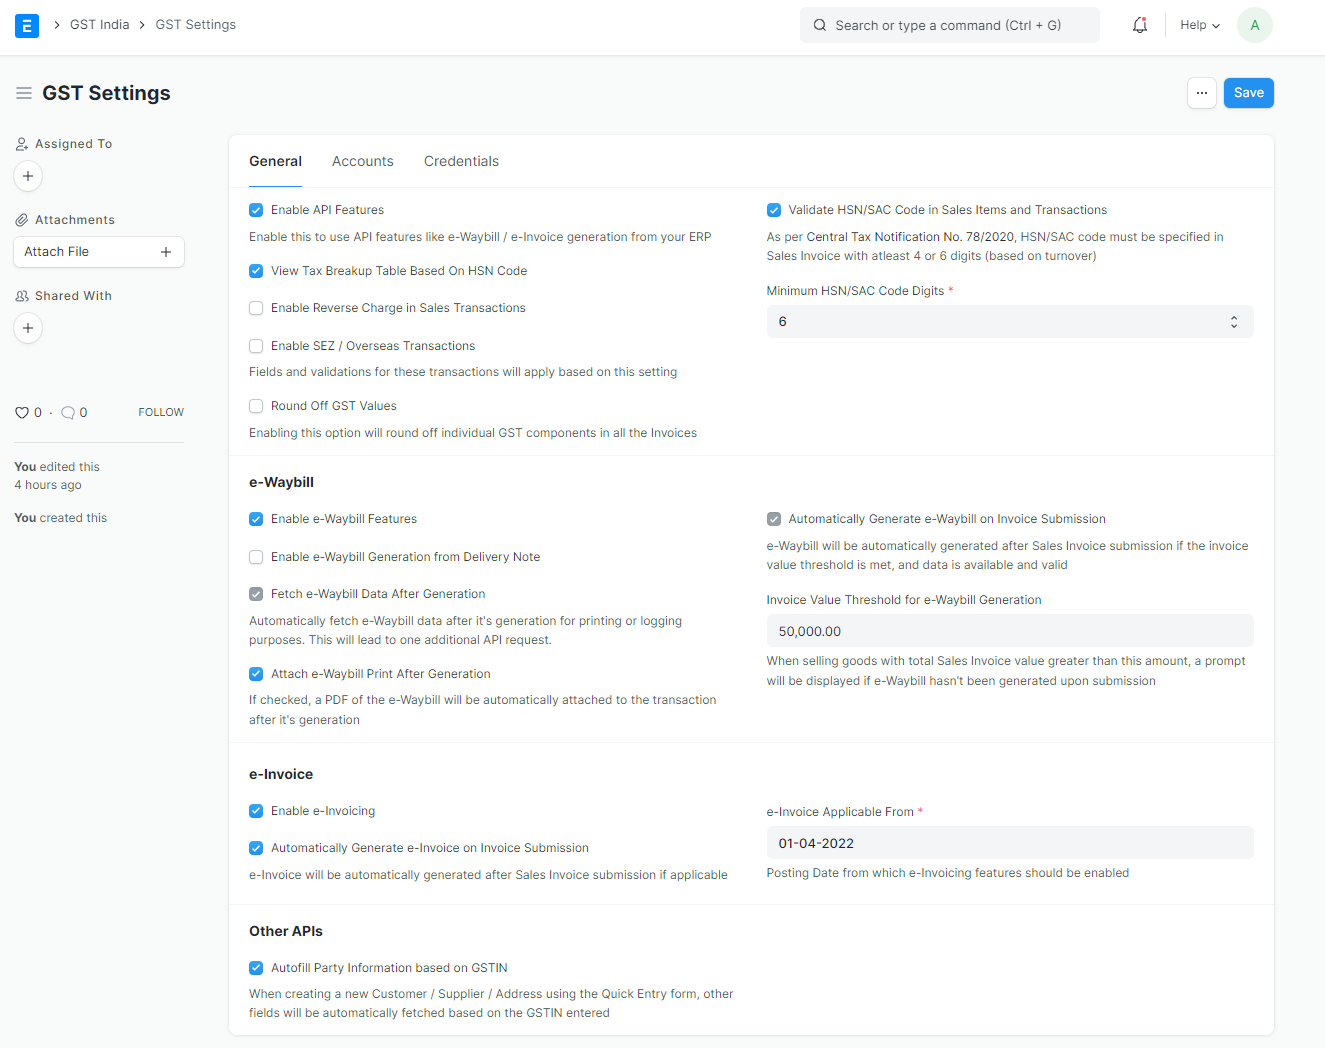 E
GST India
GST Settings
Search or type a command (Ctrl + G)
Help
A
GST Settings
...
Save
Assigned To
Attachments
Attach File
Shared With
0 · 0
FOLLOW
You edited this
4 hours ago
You created this
General
Accounts
Credentials
Enable API Features
Enable this to use API features like e-Waybill / e-Invoice generation from your ERP
View Tax Breakup Table Based On HSN Code
Enable Reverse Charge in Sales Transactions
Enable SEZ / Overseas Transactions
Fields and validations for these transactions will apply based on this setting
Round Off GST Values
Enabling this option will round off individual GST components in all the Invoices
Validate HSN/SAC Code in Sales Items and Transactions
As per Central Tax Notification No. 78/2020, HSN/SAC code must be specified in
Sales Invoice with atleast 4 or 6 digits (based on turnover)
Minimum HSN/SAC Code Digits *
6
e-Waybill
Enable e-Waybill Features
Enable e-Waybill Generation from Delivery Note
Fetch e-Waybill Data After Generation
Automatically fetch e-Waybill data after it's generation for printing or logging
purposes. This will lead to one additional API request.
Attach e-Waybill Print After Generation
If checked, a PDF of the e-Waybill will be automatically attached to the transaction
after it's generation
Automatically Generate e-Waybill on Invoice Submission
e-Waybill will be automatically generated after Sales Invoice submission if the invoice
value threshold is met, and data is available and valid
Invoice Value Threshold for e-Waybill Generation
50,000.00
When selling goods with total Sales Invoice value greater than this amount, a prompt
will be displayed if e-Waybill hasn't been generated upon submission
e-Invoice
Enable e-Invoicing
Automatically Generate e-Invoice on Invoice Submission
e-Invoice will be automatically generated after Sales Invoice submission if applicable
e-Invoice Applicable From *
01-04-2022
Posting Date from which e-Invoicing features should be enabled
Other APIs
Autofill Party Information based on GSTIN
When creating a new Customer / Supplier / Address using the Quick Entry form, other
fields will be automatically fetched based on the GSTIN entered